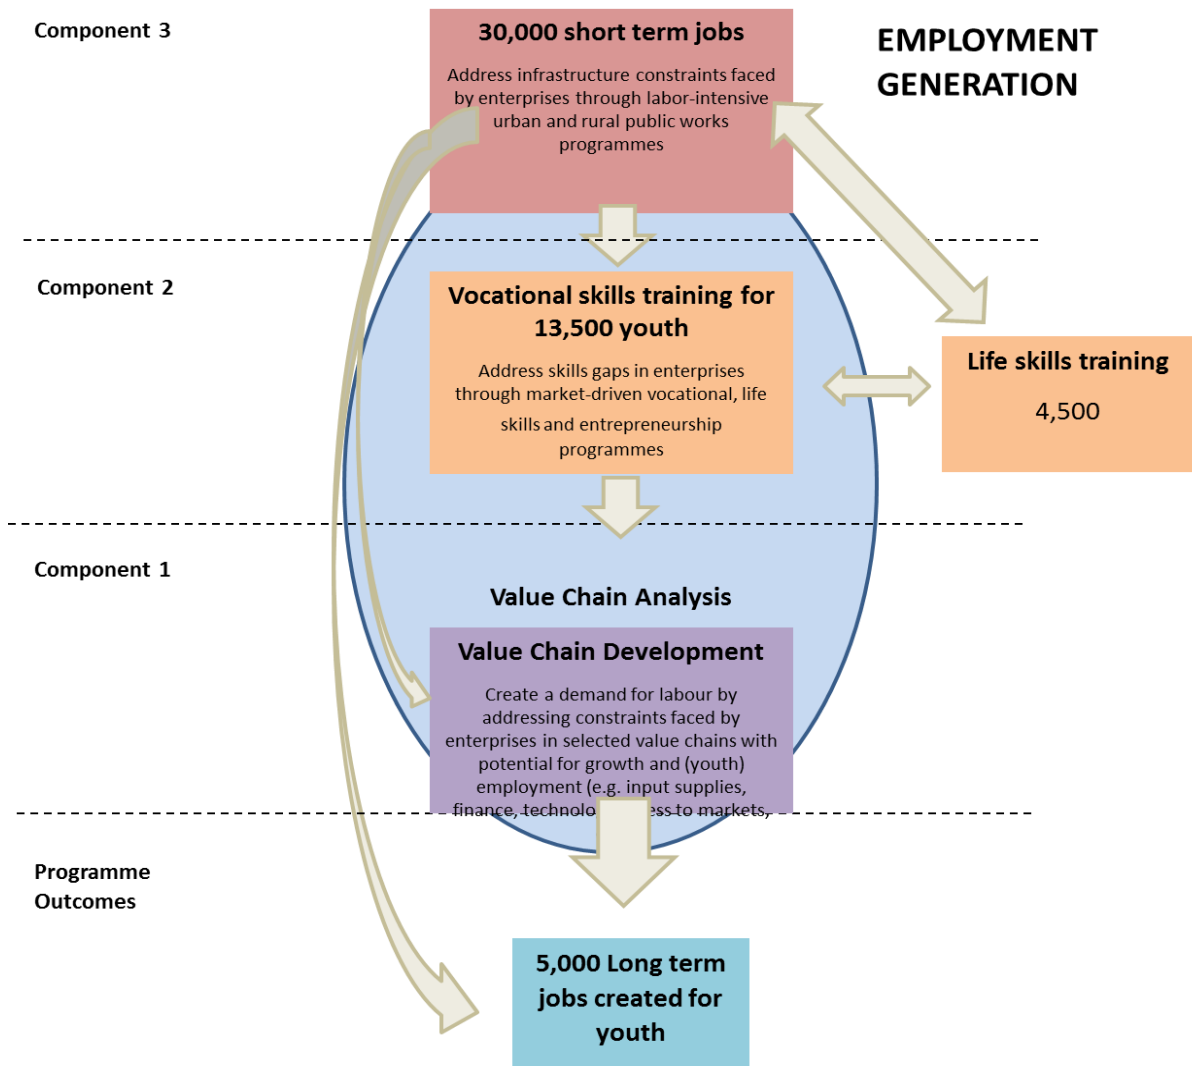 Component 3
30,000 short term jobs
Address infrastructure constraints faced
by enterprises through labor-intensive
urban and rural public works
programmes
EMPLOYMENT
GENERATION
Component 2
Vocational skills training for
13,500 youth
Address skills gaps in enterprises
through market-driven vocational, life
skills and entrepreneurship
programmes
Life skills training
4,500
Component 1
Value Chain Analysis
Value Chain Development
Create a demand for labour by
addressing constraints faced by
enterprises in selected value chains with
potential for growth and (youth)
employment (e.g. input supplies,
finance, to markets,
Programme
Outcomes
5,000 Long term
jobs created for
youth